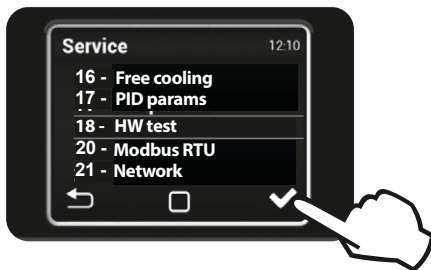 Service 12:10
16 - Free cooling
17 - PID params
18 - HW test
20 - Modbus RTU
21 - Network